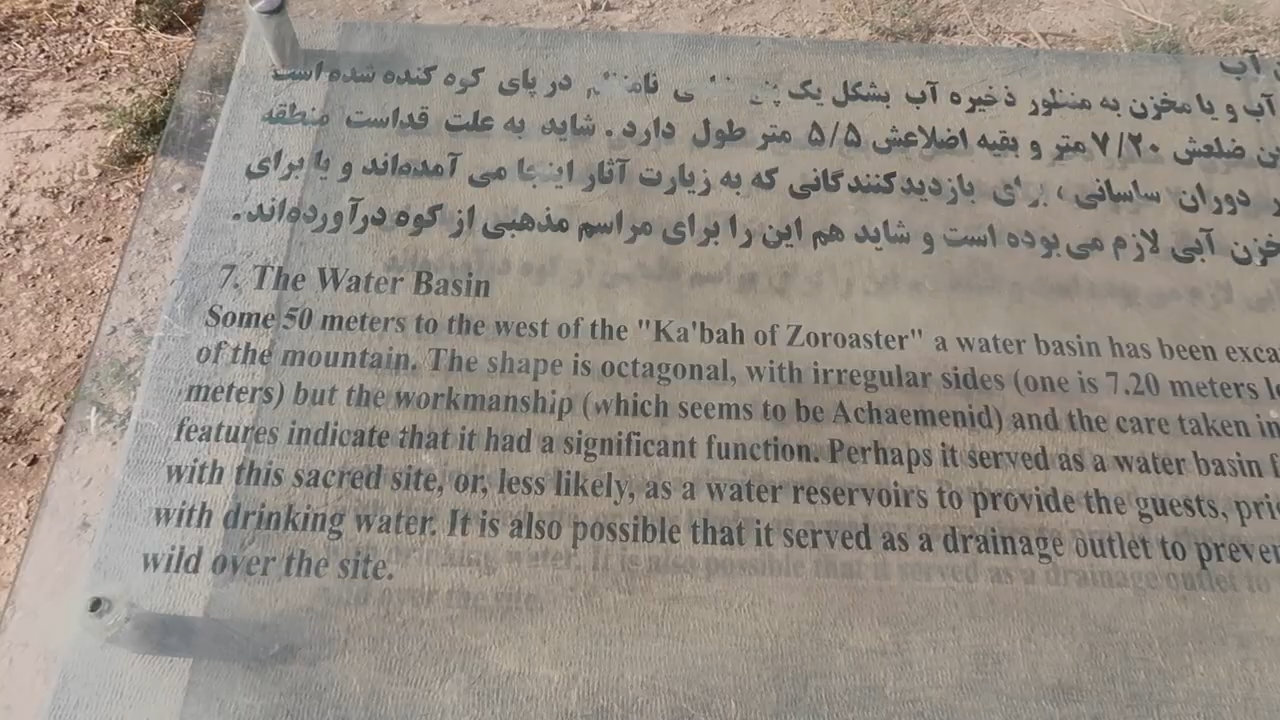 آب
آب و یا مخزن به منظور ذخیره آب بشکل یک در پای کوه کنده شده است
ضلعش ۷/۲۰ متر و بقیه اضلاعش ۵/۵ متر طول دارد. شاید به علت قداست منطقه
دوران ساسانی، برای بازدیدکنندگانی که به زیارت آثار اینجا می آمده‌اند و یا برای
آبی لازم می‌بوده است و شاید هم این را برای مراسم مذهبی از کوه درآورده‌اند.
7. The Water Basin
Some 50 meters to the west of the "Ka'bah of Zoroaster" a water basin has been exca
of the mountain. The shape is octagonal, with irregular sides (one is 7.20 meters l
meters) but the workmanship (which seems to be Achaemenid) and the care taken in
features indicate that it had a significant function. Perhaps it served as a water basin f
with this sacred site, or, less likely, as a water reservoirs to provide the guests, pri
with drinking water. It is also possible that it served as a drainage outlet to preve
wild over the site.